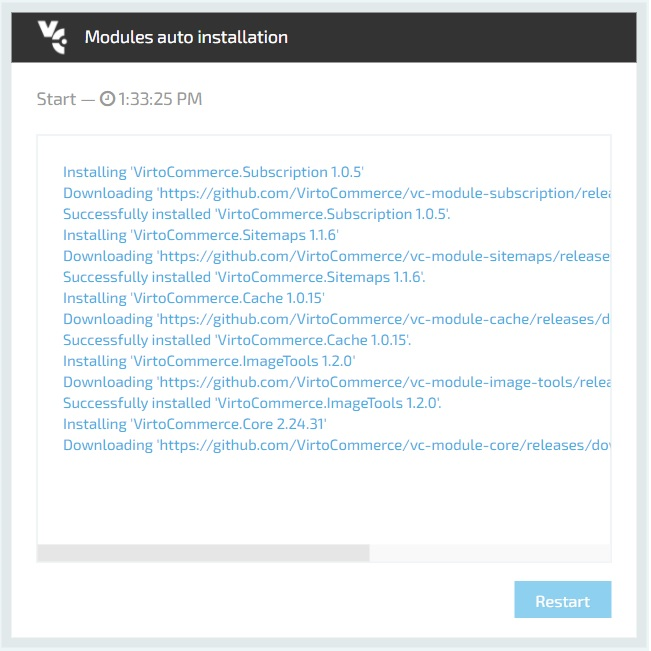 Modules auto installation
Start — 1:33:25 PM
Installing 'VirtoCommerce.Subscription 1.0.5'
Downloading 'https://github.com/VirtoCommerce/vc-module-subscription/relea
Successfully installed 'VirtoCommerce.Subscription 1.0.5'.
Installing 'VirtoCommerce.Sitemaps 1.1.6'
Downloading 'https://github.com/VirtoCommerce/vc-module-sitemaps/release
Successfully installed 'VirtoCommerce.Sitemaps 1.1.6'.
Installing 'VirtoCommerce.Cache 1.0.15'
Downloading 'https://github.com/VirtoCommerce/vc-module-cache/releases/d
Successfully installed 'VirtoCommerce.Cache 1.0.15'.
Installing 'VirtoCommerce.ImageTools 1.2.0'
Downloading 'https://github.com/VirtoCommerce/vc-module-image-tools/relea
Successfully installed 'VirtoCommerce.ImageTools 1.2.0'.
Installing 'VirtoCommerce.Core 2.24.31'
Downloading 'https://github.com/VirtoCommerce/vc-module-core/releases/dow
Restart